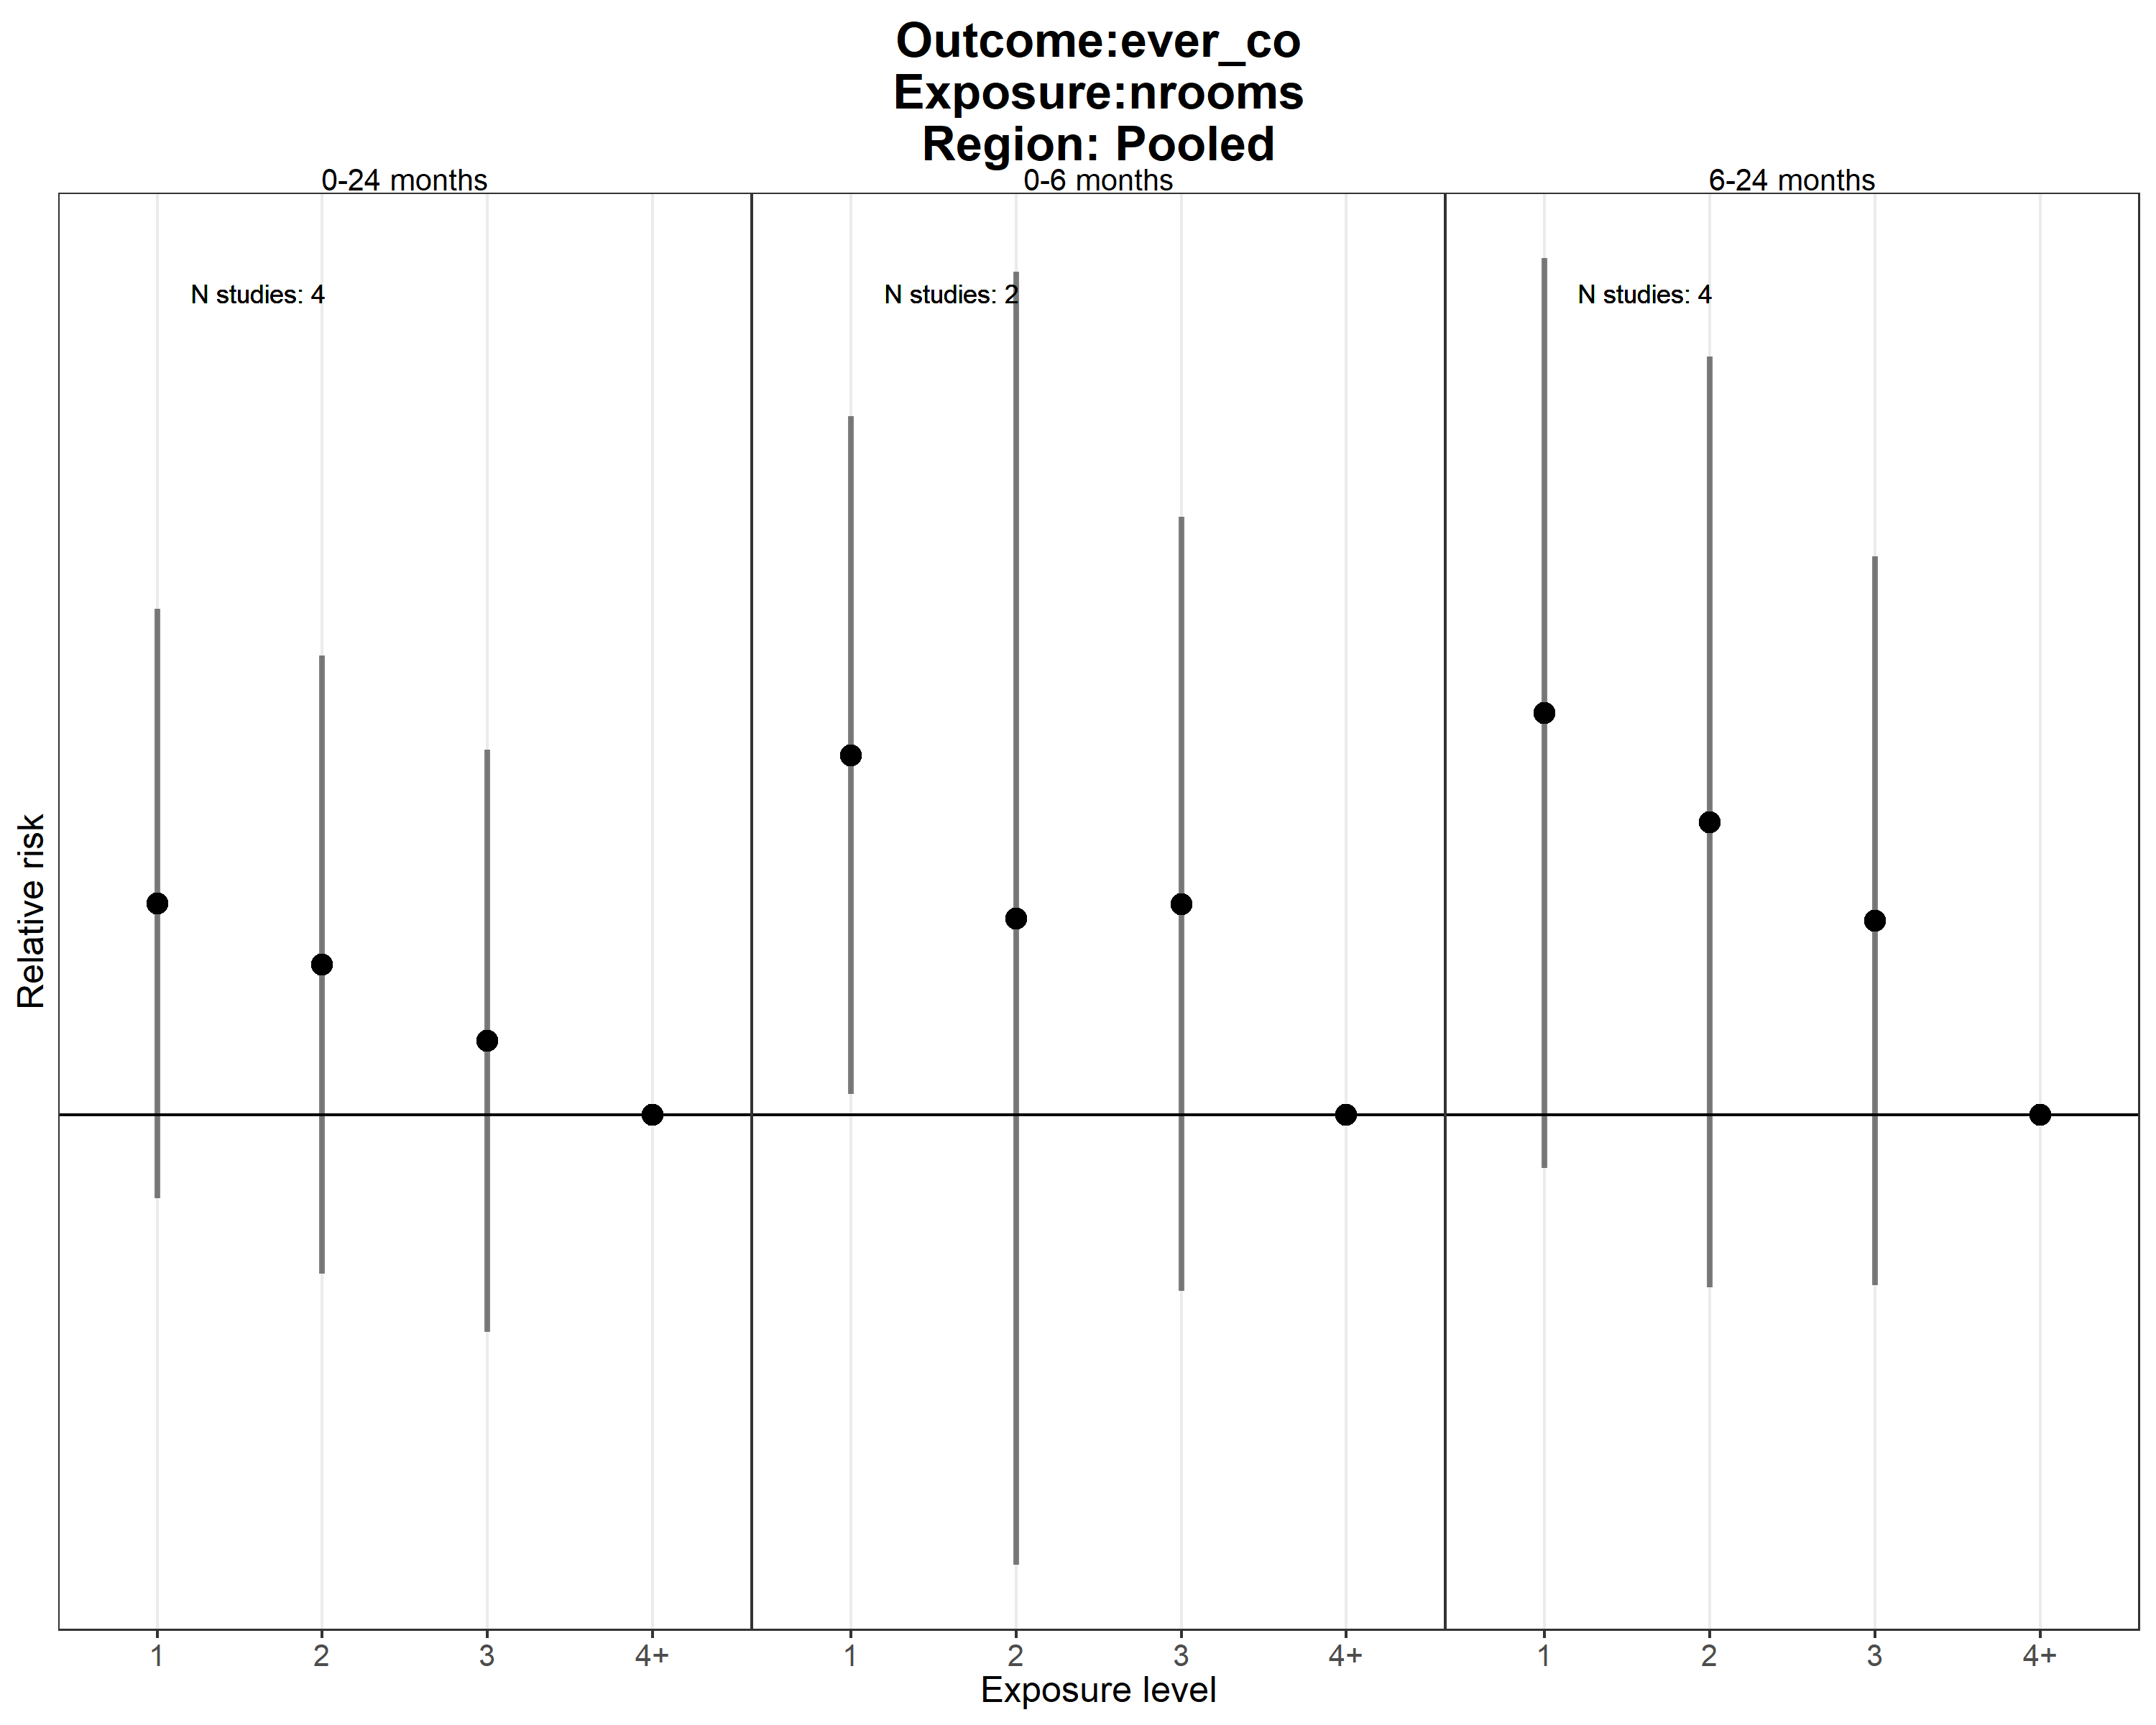 Outcome:ever_co
Exposure:nrooms
Region: Pooled
0-24 months
0-6 months
6-24 months
N studies: 4
N studies: 2
N studies: 4
Relative risk
1
2
3
4+
1
2
3
4+
1
2
3
4+
Exposure level